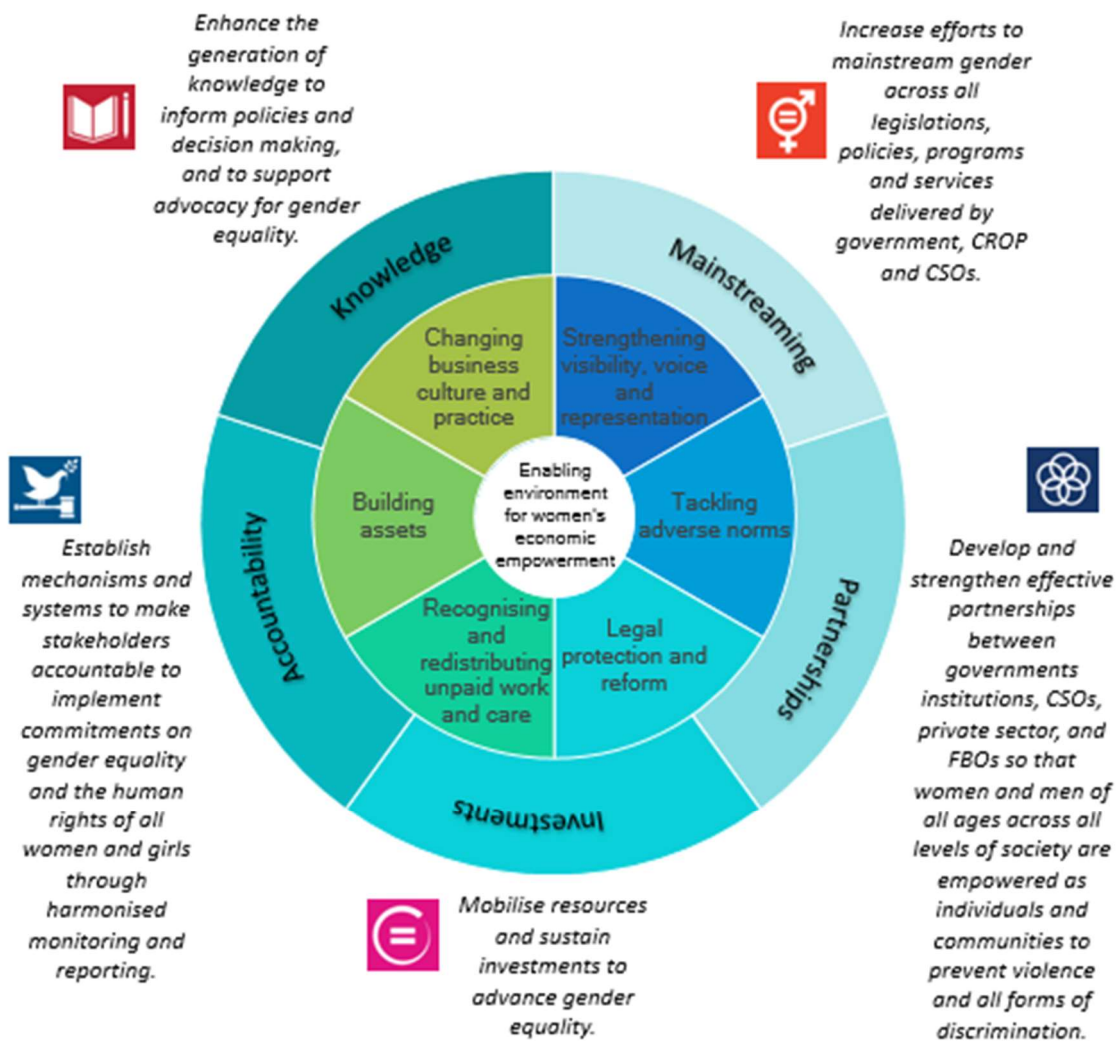 Enhance the
generation of
knowledge to
inform policies and
decision making,
and to support
advocacy for gender
equality.
Increase efforts to
mainstream gender
across all
legislations,
policies, programs
and services
delivered by
government, CROP
and CSOs.
Knowledge
Mainstreaming
Changing
business
culture and
practice
Strengthening
visibility, voice
and
representation
Building
assets
Enabling
environment
for women's
economic
empowerment
Tackling
adverse norms
Recognising
and
redistributing
unpaid work
and care
Legal
protection and
reform
Accountability
Partnerships
Investments
Establish
mechanisms and
systems to make
stakeholders
accountable to
implement
commitments on
gender equality
and the human
rights of all
women and girls
through
harmonised
monitoring and
reporting.
Develop and
strengthen effective
partnerships
between
governments
institutions, CSOs,
private sector, and
FBOs so that
women and men of
all ages across all
levels of society are
empowered as
individuals and
communities to
prevent violence
and all forms of
discrimination.
Mobilise resources
and sustain
investments to
advance gender
equality.